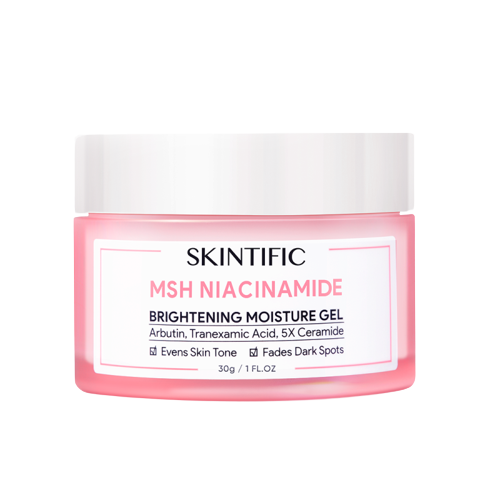 SKINTIFIC
MSH NIACINAMIDE
BRIGHTENING MOISTURE GEL
Arbutin, Tranexamic Acid, 5X Ceramide
☑ Evens Skin Tone ☑ Fades Dark Spots
30g / 1 FL.OZ